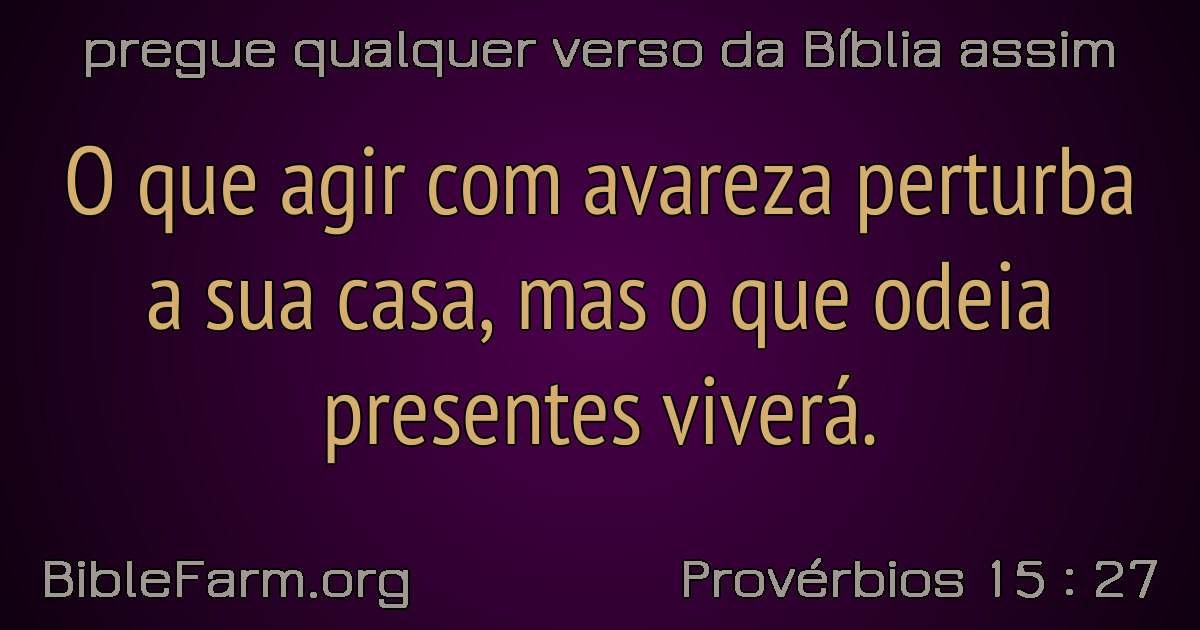 pregue qualquer verso da Bíblia assim
O que agir com avareza perturba
a sua casa, mas o que odeia
presentes viverá.
BibleFarm.org
Provérbios 15 : 27